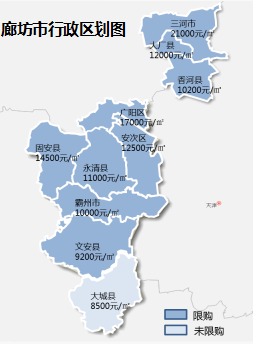 廊坊市行政区划图
三河市
21000元/㎡
大厂县
12000元/㎡
香河县
10200元/㎡
广阳区
17000元/㎡
安次区
12500元/㎡
固安县
14500元/㎡
永清县
11000元/㎡
霸州市
10000元/㎡
天津
文安县
9200元/㎡
大城县
8500元/㎡
限购
未限购